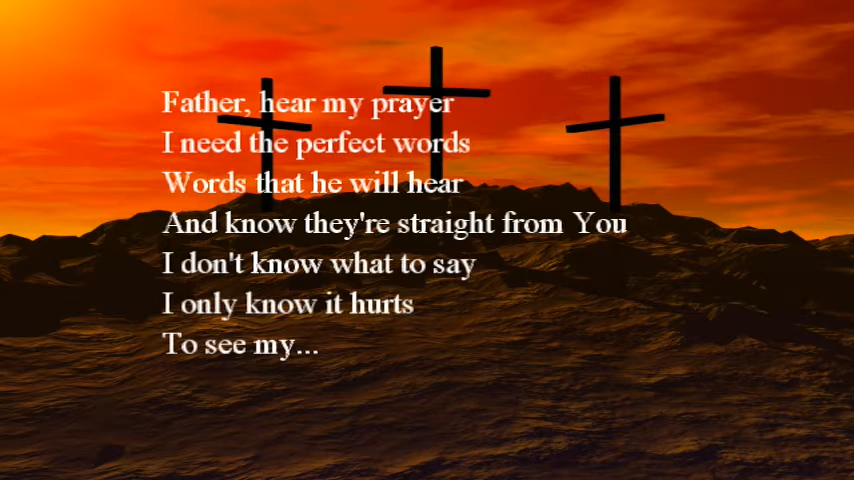 Father, hear my prayer
I need the perfect words
Words that he will hear
And know they're straight from You
I don't know what to say
I only know it hurts
To see my...